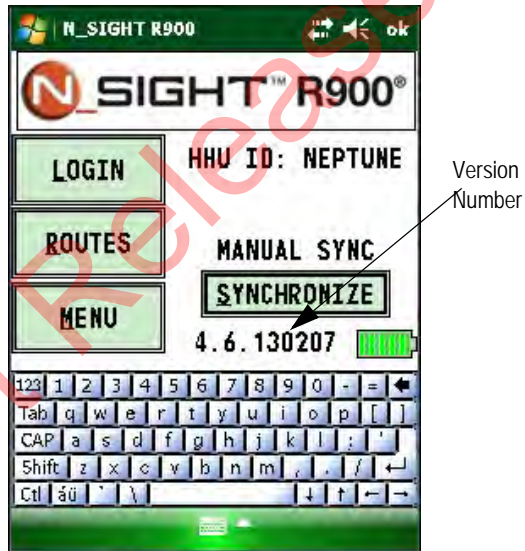 N_SIGHT R900 ok
N_SIGHT™ R900®
LOGIN
HHU ID: NEPTUNE
Version
Number
ROUTES
MANUAL SYNC
SYNCHRONIZE
MENU
4.6.130207
123 1 2 3 4 5 6 7 8 9 0 - = 
Tab q w e r t y u i o p [ ]
CAP a s d f g h j k l ; '
Shift z x c v b n m , . / ↵
Ctl áü ` \ ↓ ↑ ← →
Release